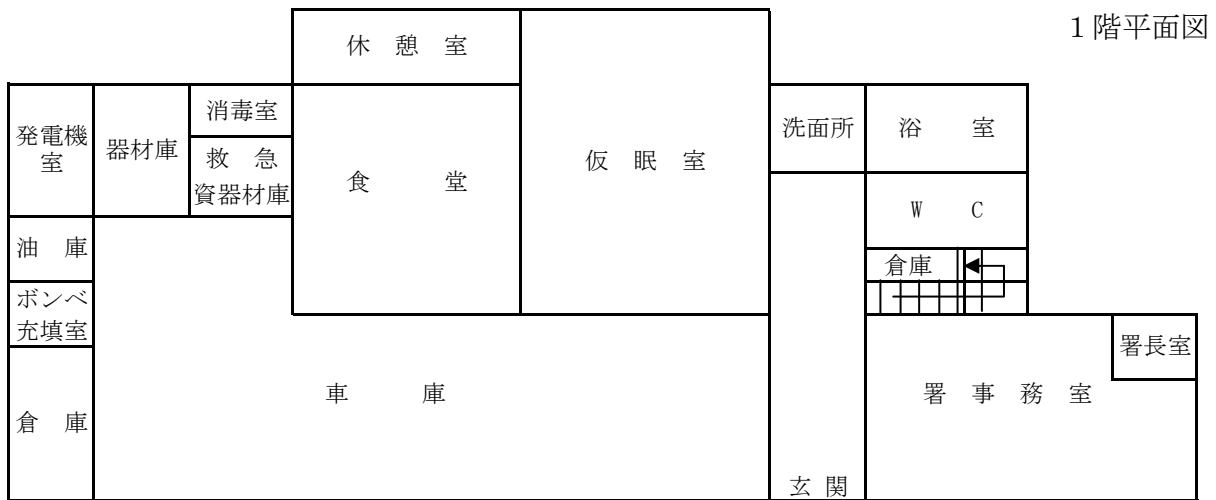 1階平面図
休憩室
発電機
室
器材庫
消毒室
救急
資器材庫
食堂
仮眠室
洗面所
浴室
WC
油庫
倉庫
ボンベ
充填室
署長室
倉庫
車庫
署事務室
玄関